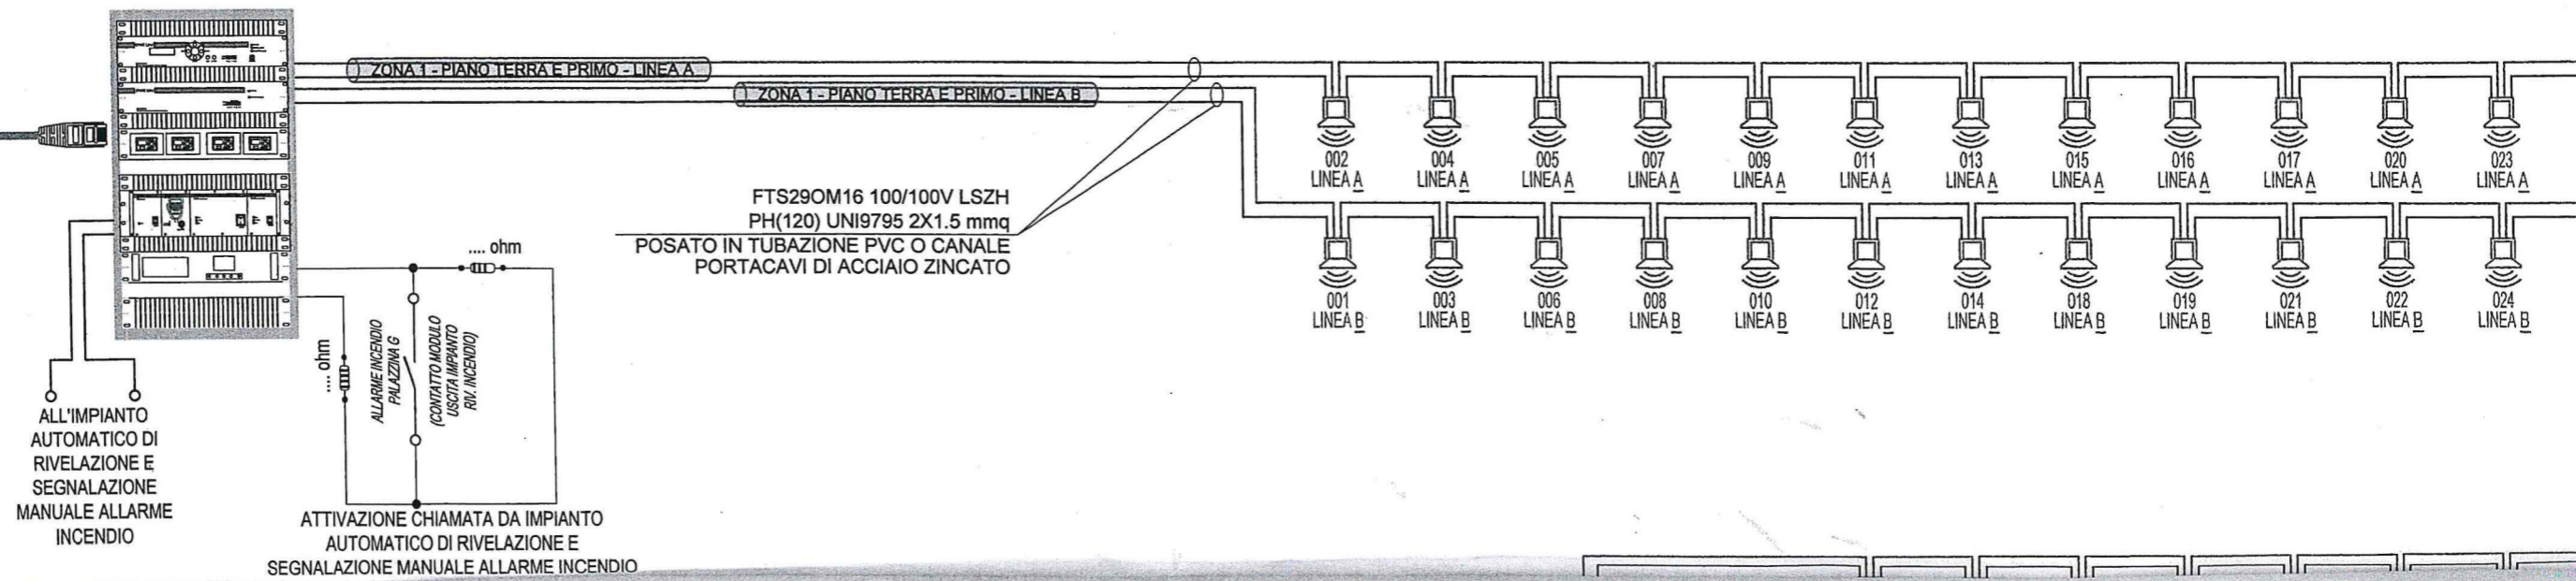 ZONA 1 - PIANO TERRA E PRIMO - LINEA A
ZONA 1 - PIANO TERRA E PRIMO - LINEA B
FTS29OM16 100/100V LSZH
PH(120) UNI9795 2X1.5 mmq
POSATO IN TUBAZIONE PVC O CANALE
PORTACAVI DI ACCIAIO ZINCATO
002 004 005 007 009 011 013 015 016 017 020 023
LINEA A LINEA A LINEA A LINEA A LINEA A LINEA A LINEA A LINEA A LINEA A LINEA A LINEA A LINEA A
001 003 006 008 010 012 014 018 019 021 022 024
LINEA B LINEA B LINEA B LINEA B LINEA B LINEA B LINEA B LINEA B LINEA B LINEA B LINEA B LINEA B
.... ohm
.... ohm
ALLARME INCENDIO
PALAZZINA G
(CONTATTO MODULO
USCITA IMPIANTO
RIV. INCENDIO)
ALL'IMPIANTO
AUTOMATICO DI
RIVELAZIONE E
SEGNALAZIONE
MANUALE ALLARME
INCENDIO
ATTIVAZIONE CHIAMATA DA IMPIANTO
AUTOMATICO DI RIVELAZIONE E
SEGNALAZIONE MANUALE ALLARME INCENDIO